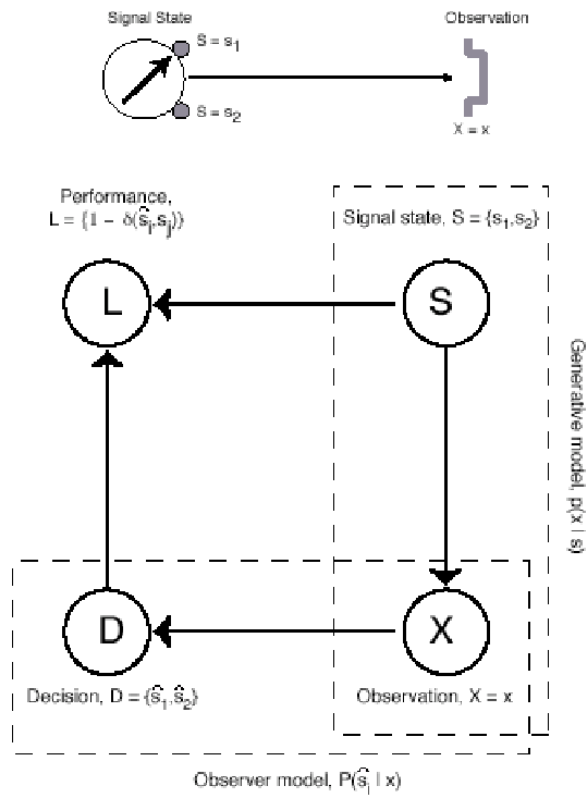 Signal State
Observation
S = s₁
S = s₂
X = x
Performance,
L = {1 − δ(ŝᵢ,sⱼ)}
Signal state, S = {s₁,s₂}
L
S
Generative model, p(x | s)
D
X
Decision, D = {ŝ₁,ŝ₂}
Observation, X = x
Observer model, P(ŝᵢ | x)